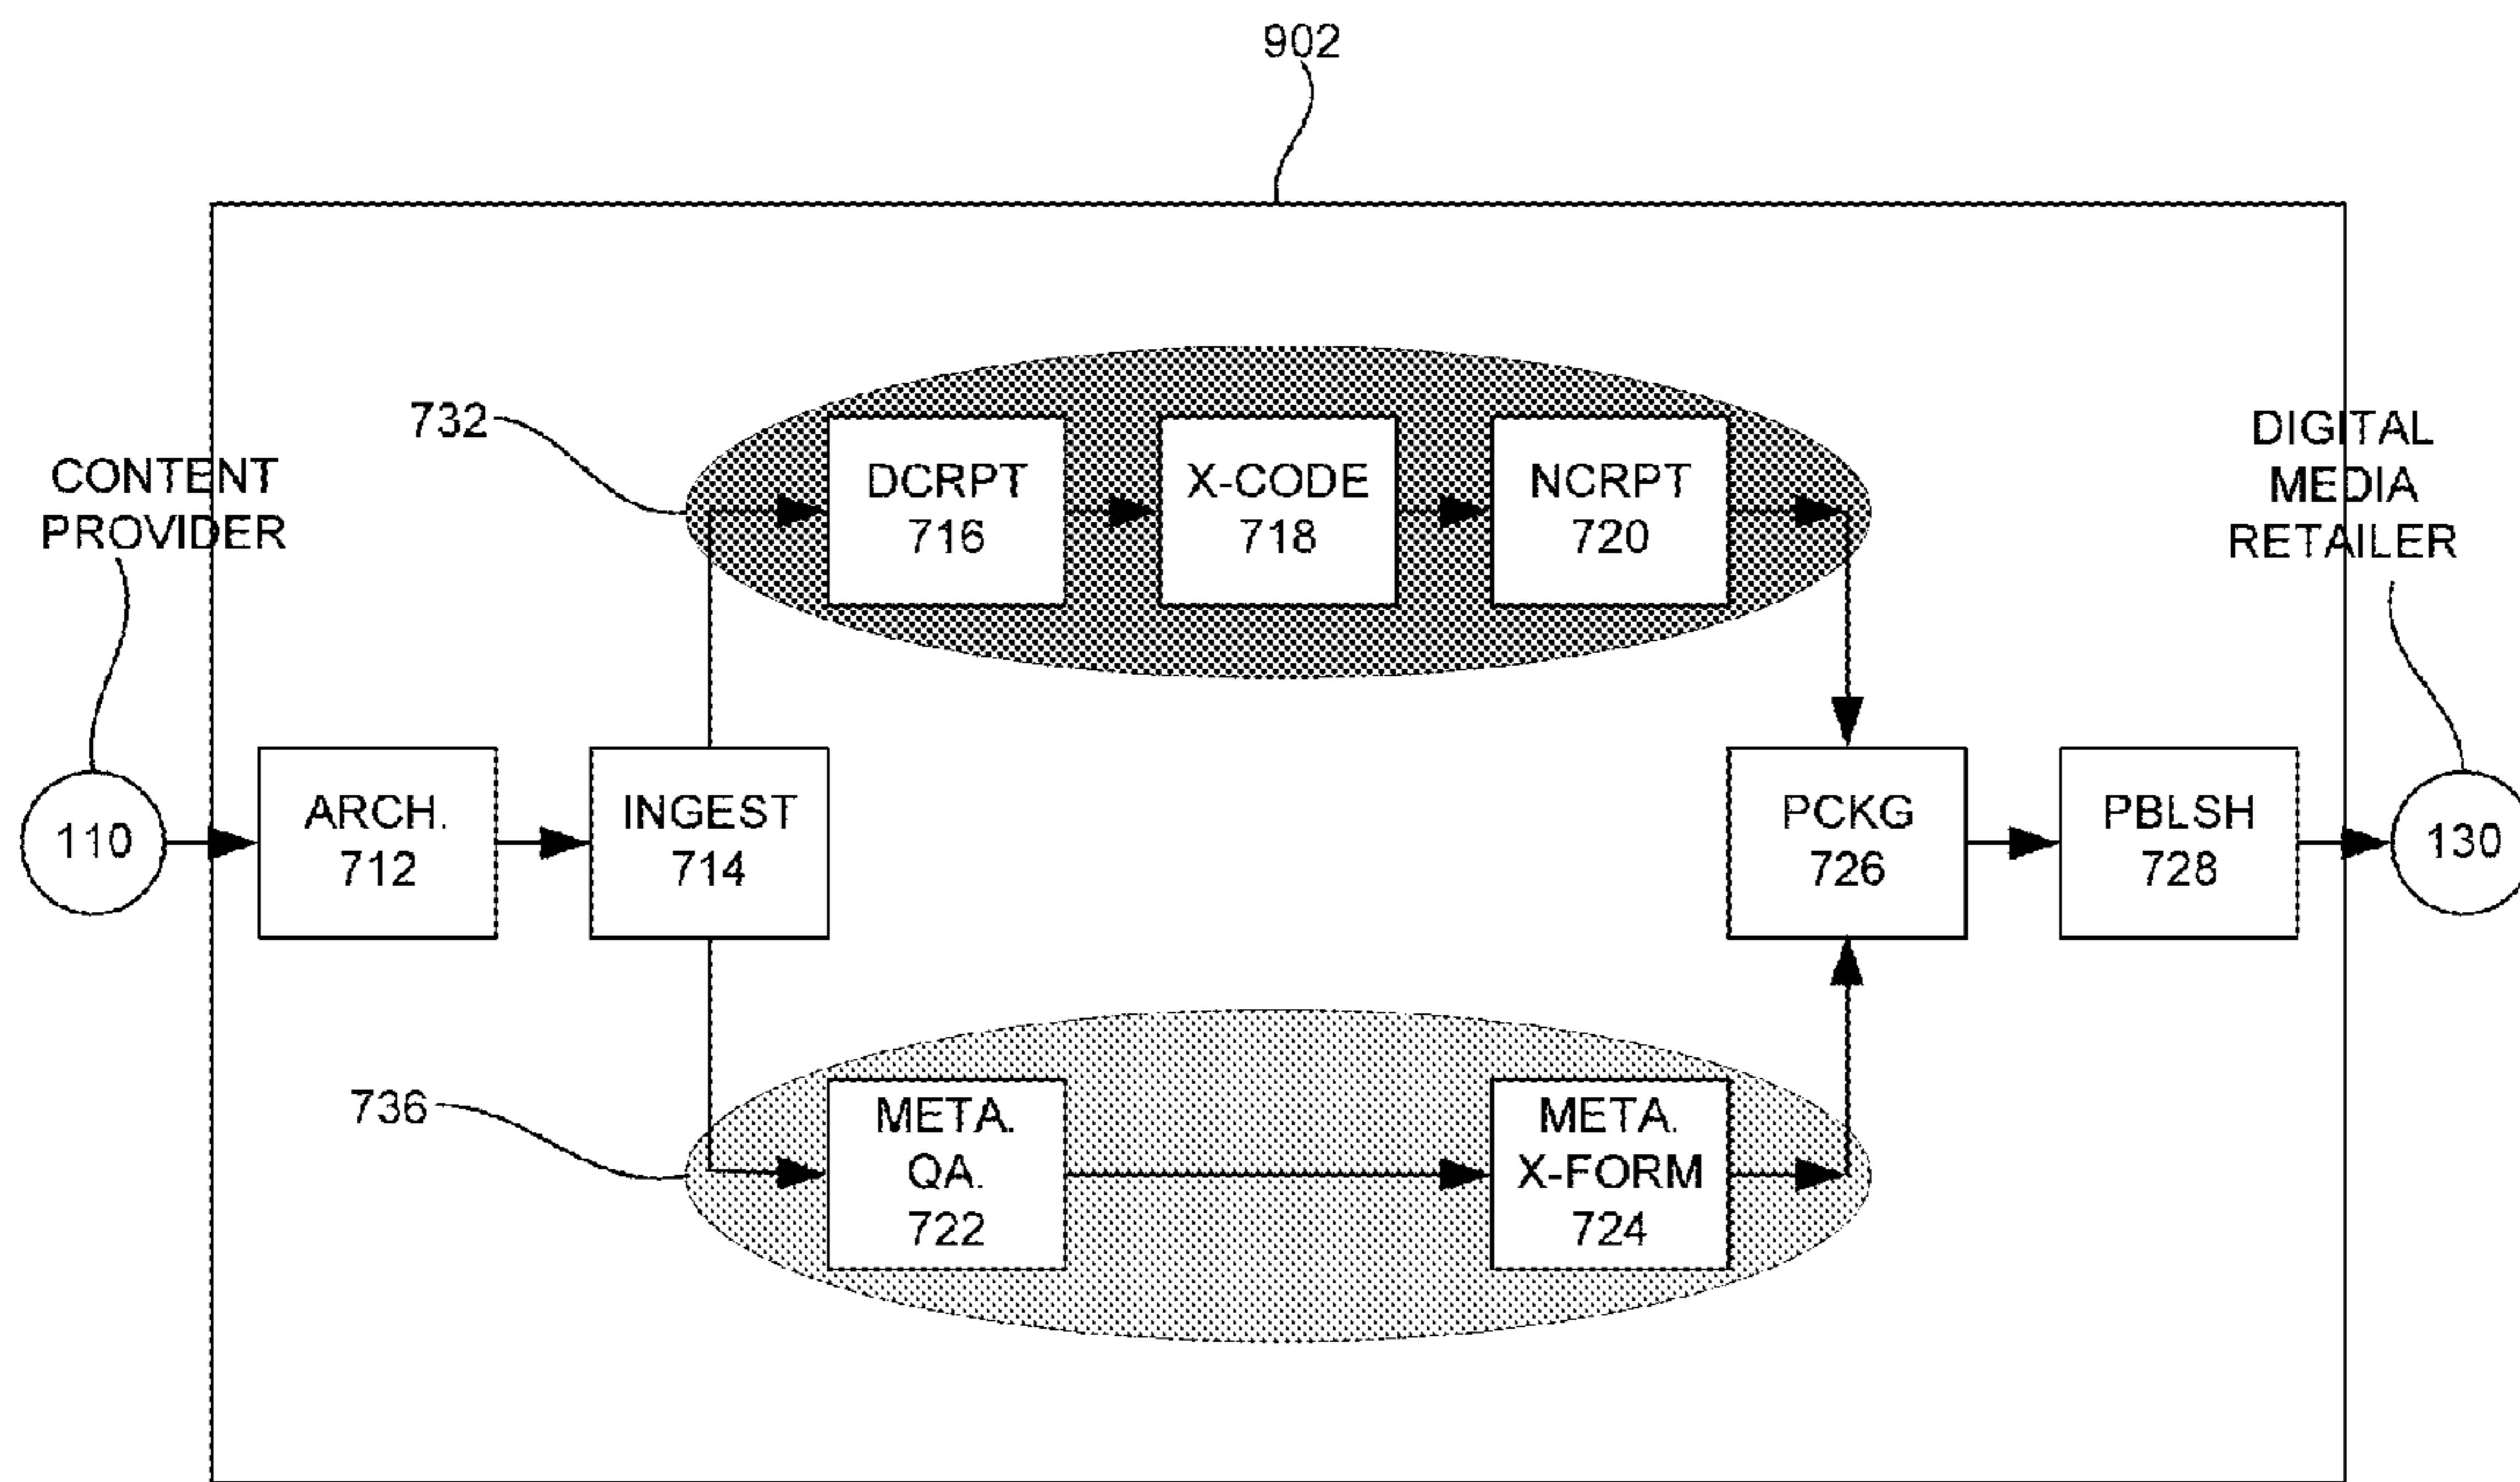 902
732
CONTENT
PROVIDER
DCRPT
716
X-CODE
718
NCRPT
720
DIGITAL
MEDIA
RETAILER
110
ARCH.
712
INGEST
714
PCKG
726
PBLSH
728
130
736
META.
QA.
722
META.
X-FORM
724